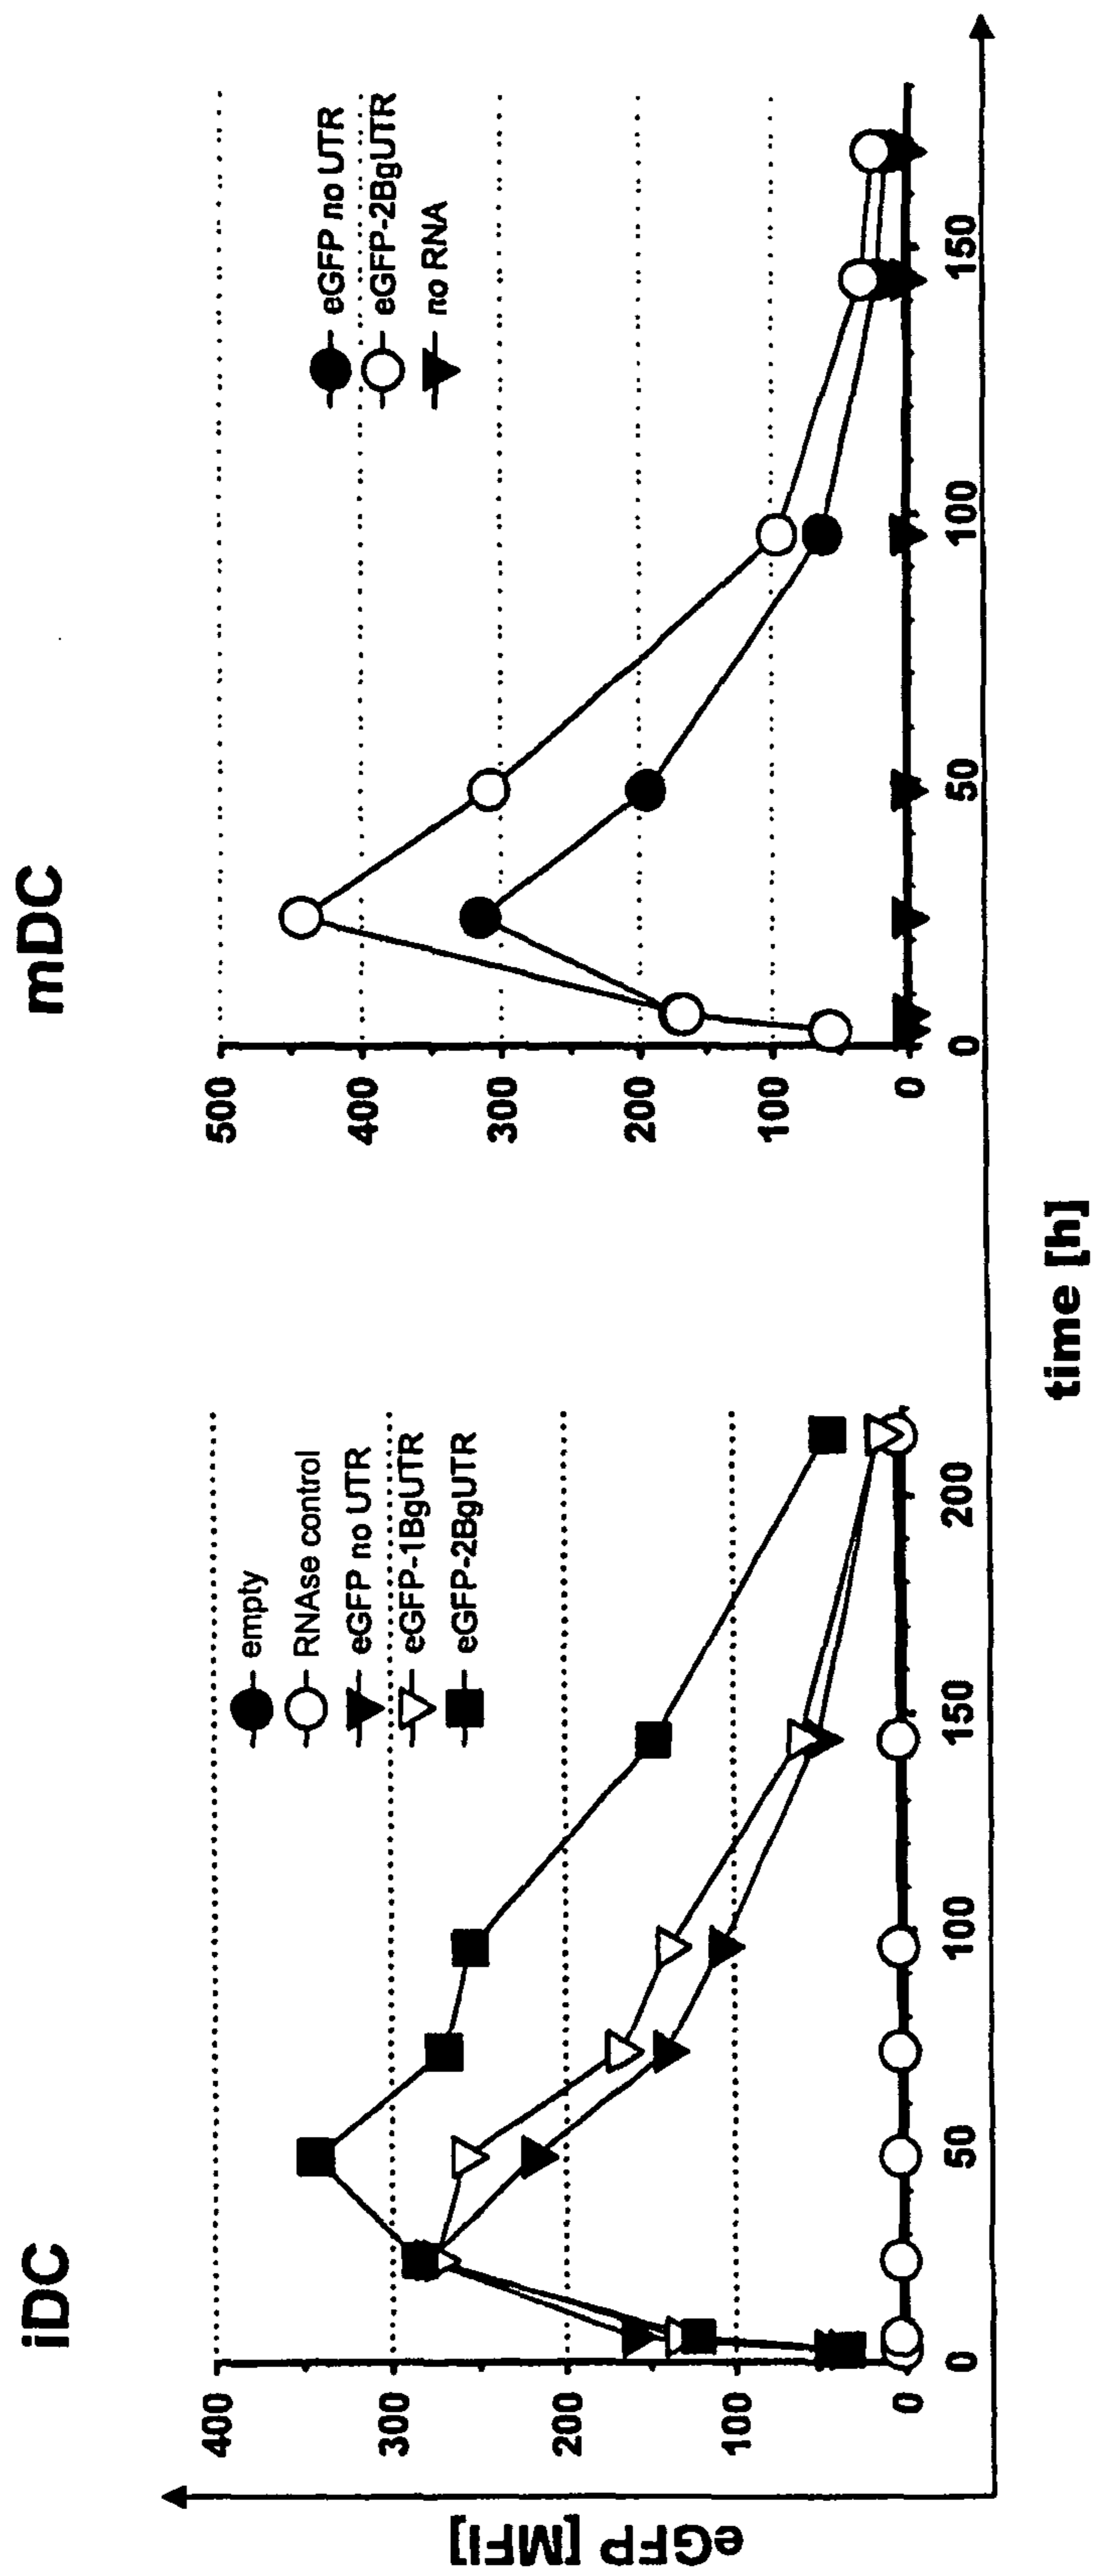 iDC
mDC
eGFP [MFI]
400
300
200
100
0
0
50
100
150
200
empty
RNAse control
eGFP no UTR
eGFP-1BgUTR
eGFP-2BgUTR
500
400
300
200
100
0
0
50
100
150
eGFP no UTR
eGFP-2BgUTR
no RNA
time [h]